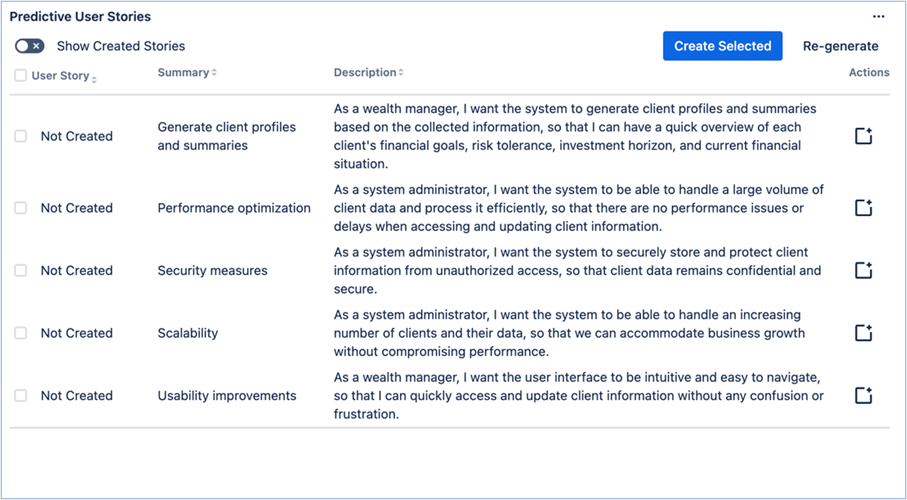 Predictive User Stories
Show Created Stories
Create Selected
Re-generate
User Story
Summary
Description
Actions
Not Created
Generate client profiles
and summaries
As a wealth manager, I want the system to generate client profiles and summaries
based on the collected information, so that I can have a quick overview of each
client's financial goals, risk tolerance, investment horizon, and current financial
situation.
Not Created
Performance optimization
As a system administrator, I want the system to be able to handle a large volume of
client data and process it efficiently, so that there are no performance issues or
delays when accessing and updating client information.
Not Created
Security measures
As a system administrator, I want the system to securely store and protect client
information from unauthorized access, so that client data remains confidential and
secure.
Not Created
Scalability
As a system administrator, I want the system to be able to handle an increasing
number of clients and their data, so that we can accommodate business growth
without compromising performance.
Not Created
Usability improvements
As a wealth manager, I want the user interface to be intuitive and easy to navigate,
so that I can quickly access and update client information without any confusion or
frustration.